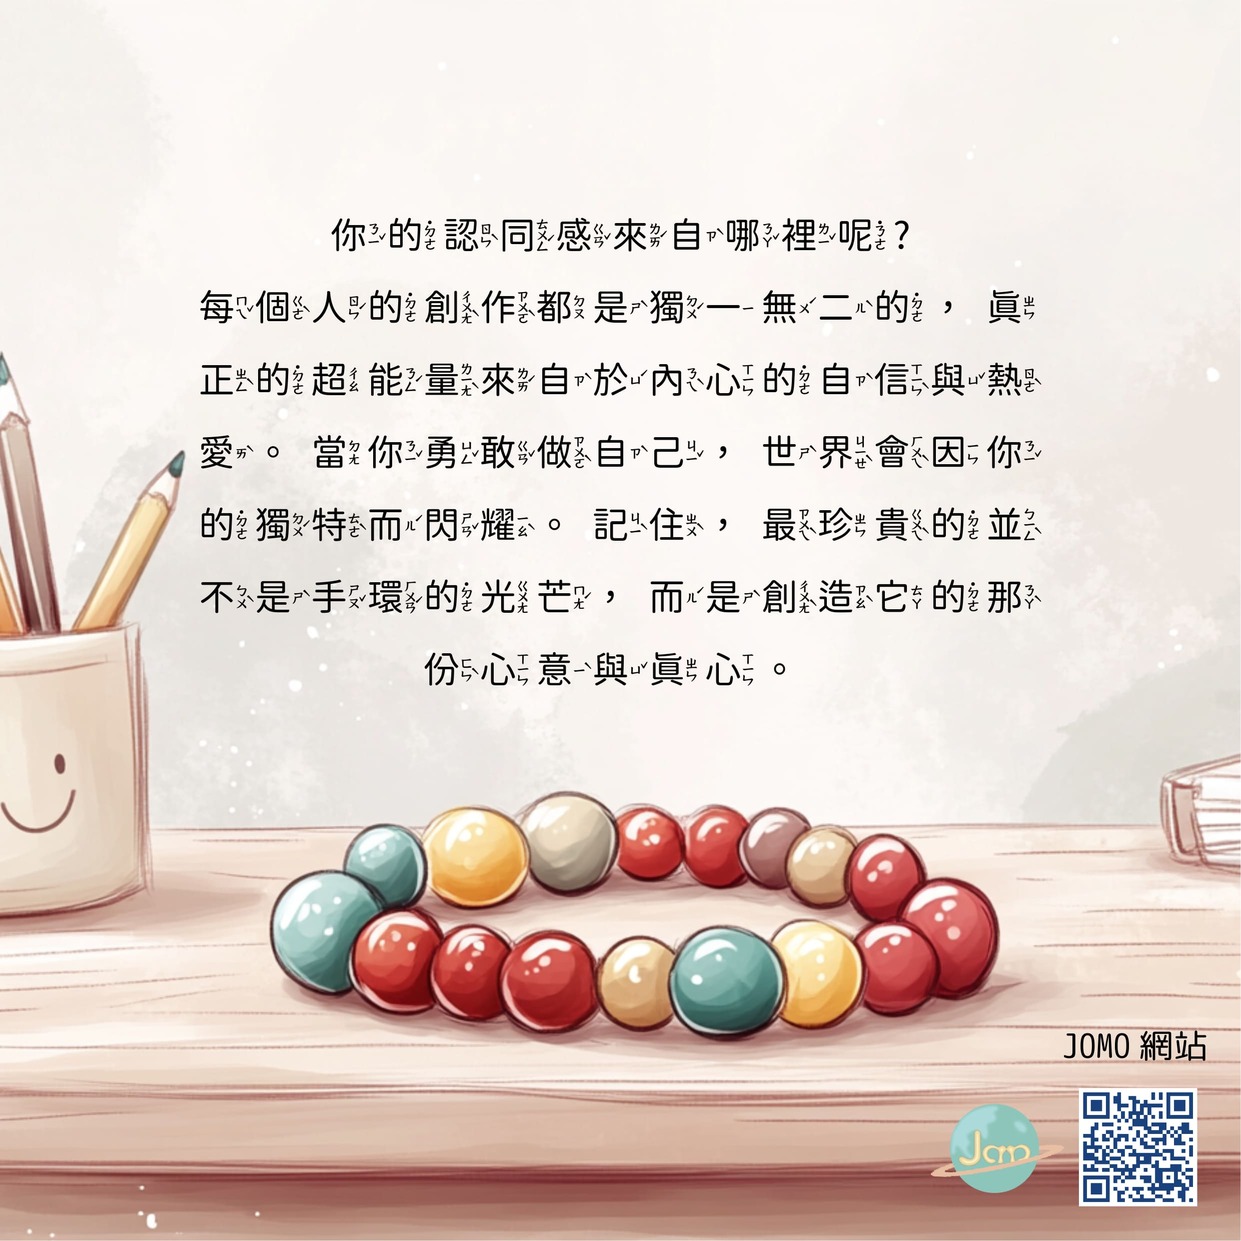 你的認同感來自哪裡呢？
每個人的創作都是獨一無二的， 真
正的超能量來自於內心的自信與熱
愛。 當你勇敢做自己， 世界會因你
的獨特而閃耀。 記住， 最珍貴的並
不是手環的光芒， 而是創造它的那
份心意與真心。
JOMO 網站
Jan